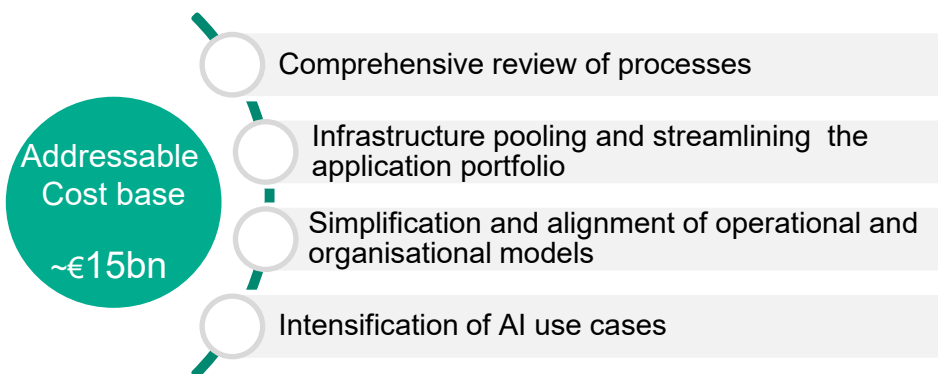 Addressable
Cost base
~€15bn
Comprehensive review of processes
Infrastructure pooling and streamlining the
application portfolio
Simplification and alignment of operational and
organisational models
Intensification of AI use cases